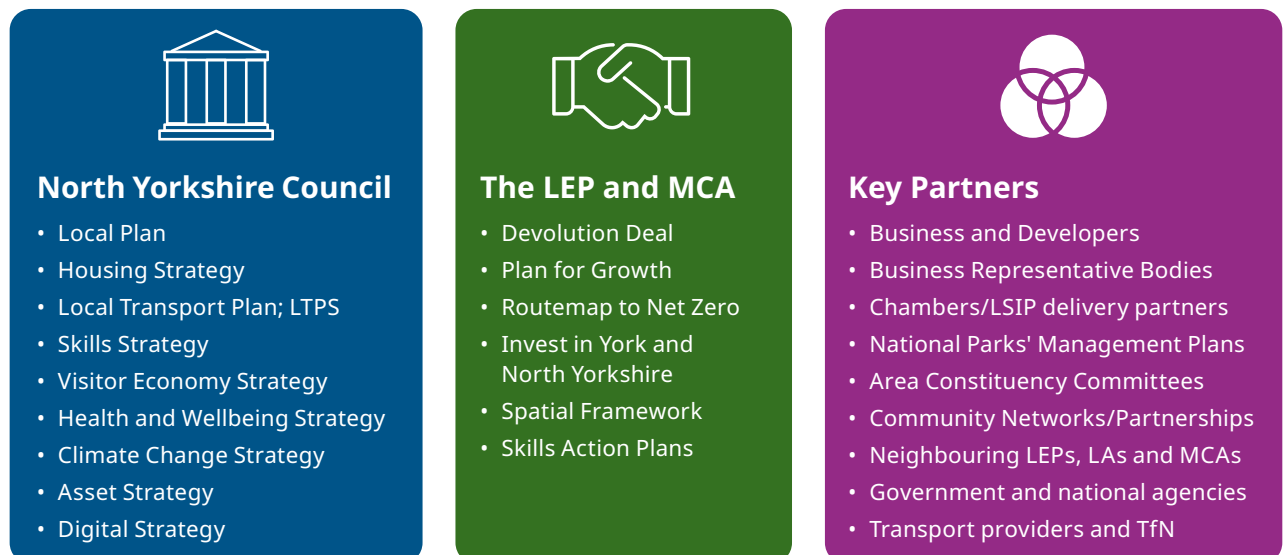 North Yorkshire Council
• Local Plan
• Housing Strategy
• Local Transport Plan; LTPS
• Skills Strategy
• Visitor Economy Strategy
• Health and Wellbeing Strategy
• Climate Change Strategy
• Asset Strategy
• Digital Strategy
The LEP and MCA
• Devolution Deal
• Plan for Growth
• Routemap to Net Zero
• Invest in York and
North Yorkshire
• Spatial Framework
• Skills Action Plans
Key Partners
• Business and Developers
• Business Representative Bodies
• Chambers/LSIP delivery partners
• National Parks' Management Plans
• Area Constituency Committees
• Community Networks/Partnerships
• Neighbouring LEPs, LAs and MCAs
• Government and national agencies
• Transport providers and TfN